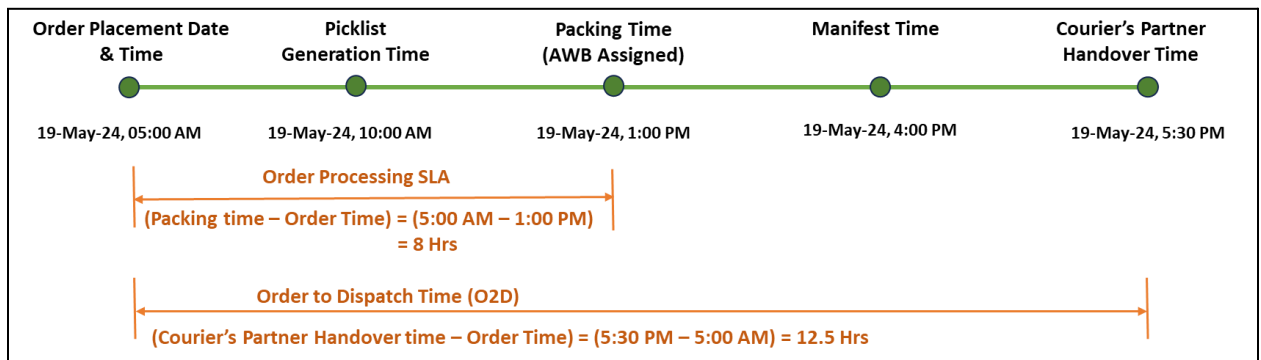 Order Placement Date
& Time
Picklist
Generation Time
Packing Time
(AWB Assigned)
Manifest Time
Courier's Partner
Handover Time
19-May-24, 05:00 AM
19-May-24, 10:00 AM
19-May-24, 1:00 PM
19-May-24, 4:00 PM
19-May-24, 5:30 PM
Order Processing SLA
(Packing time – Order Time) = (5:00 AM – 1:00 PM)
= 8 Hrs
Order to Dispatch Time (O2D)
(Courier's Partner Handover time – Order Time) = (5:30 PM – 5:00 AM) = 12.5 Hrs